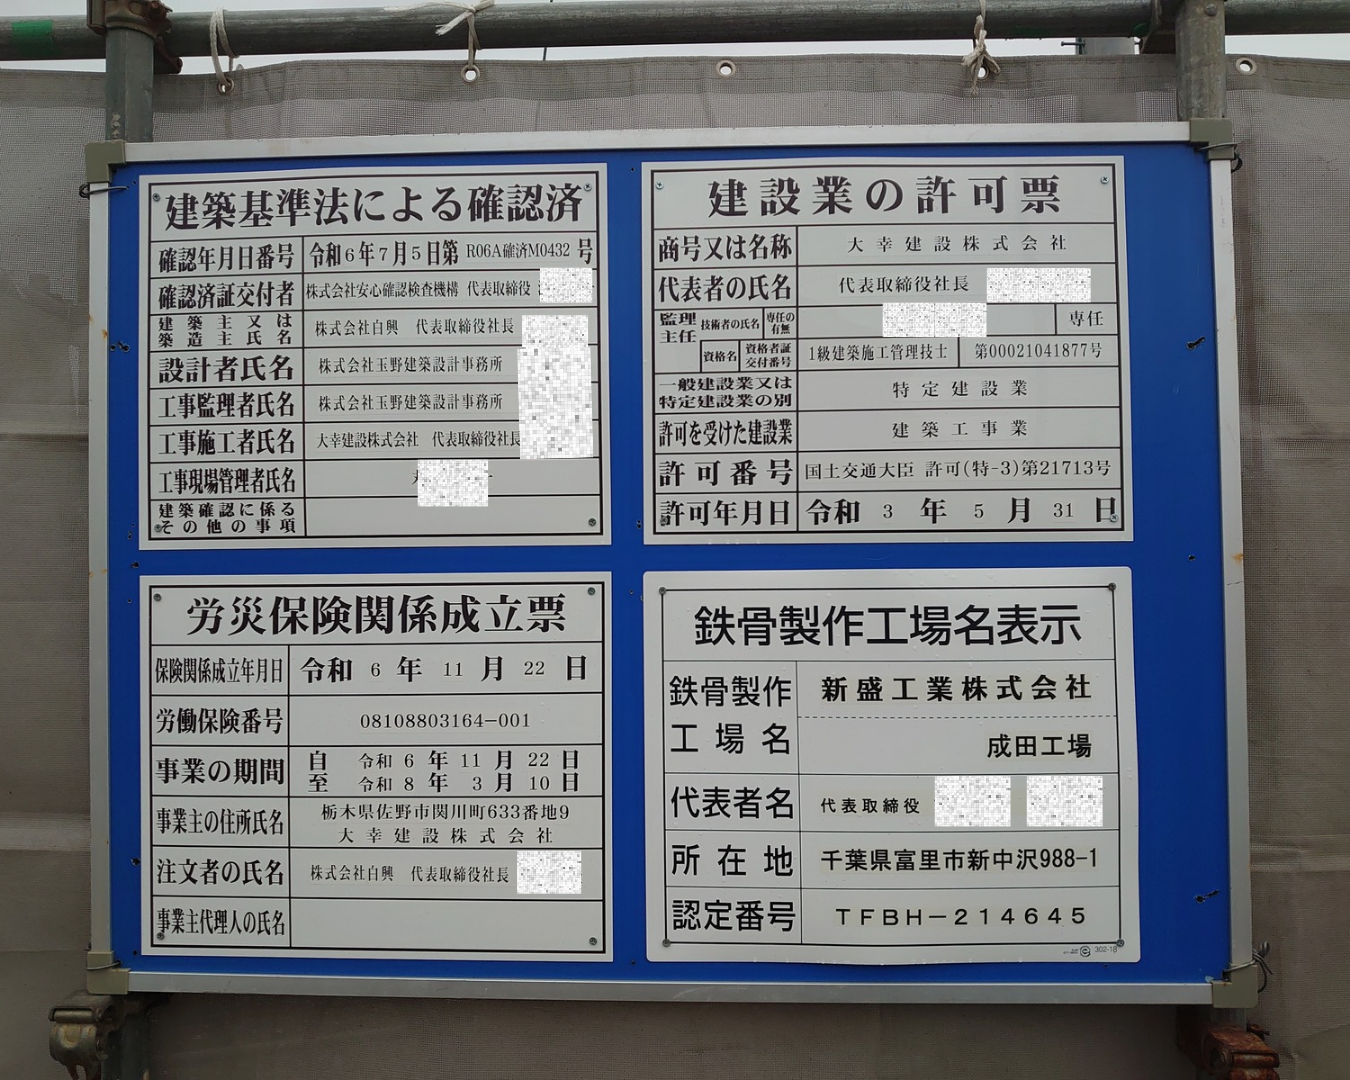 建築基準法による確認済
確認年月日番号 令和6年7月5日第 R06A確済M0432 号
確認済証交付者 株式会社安心確認検査機構 代表取締役
建築主又は
築造主氏名 株式会社白興 代表取締役社長
設計者氏名 株式会社玉野建築設計事務所
工事監理者氏名 株式会社玉野建築設計事務所
工事施工者氏名 大幸建設株式会社 代表取締役社長
工事現場管理者氏名
建築確認に係る
その他の事項
建設業の許可票
商号又は名称 大幸建設株式会社
代表者の氏名 代表取締役社長
監理
主任
技術者の氏名 専任の
有無 専任
資格名 資格者証
交付番号 1級建築施工管理技士 第00021041877号
一般建設業又は
特定建設業の別 特定建設業
許可を受けた建設業 建築工事業
許可番号 国土交通大臣 許可(特-3)第21713号
許可年月日 令和 3 年 5 月 31 日
労災保険関係成立票
保険関係成立年月日 令和 6 年 11 月 22 日
労働保険番号 08108803164-001
事業の期間 自 令和 6 年 11 月 22 日
至 令和 8 年 3 月 10 日
事業主の住所氏名 栃木県佐野市関川町633番地9
大幸建設株式会社
注文者の氏名 株式会社白興 代表取締役社長
事業主代理人の氏名
鉄骨製作工場名表示
鉄骨製作
工場名 新盛工業株式会社
成田工場
代表者名 代表取締役
所在地 千葉県富里市新中沢988-1
認定番号 TFBH-214645
302-18